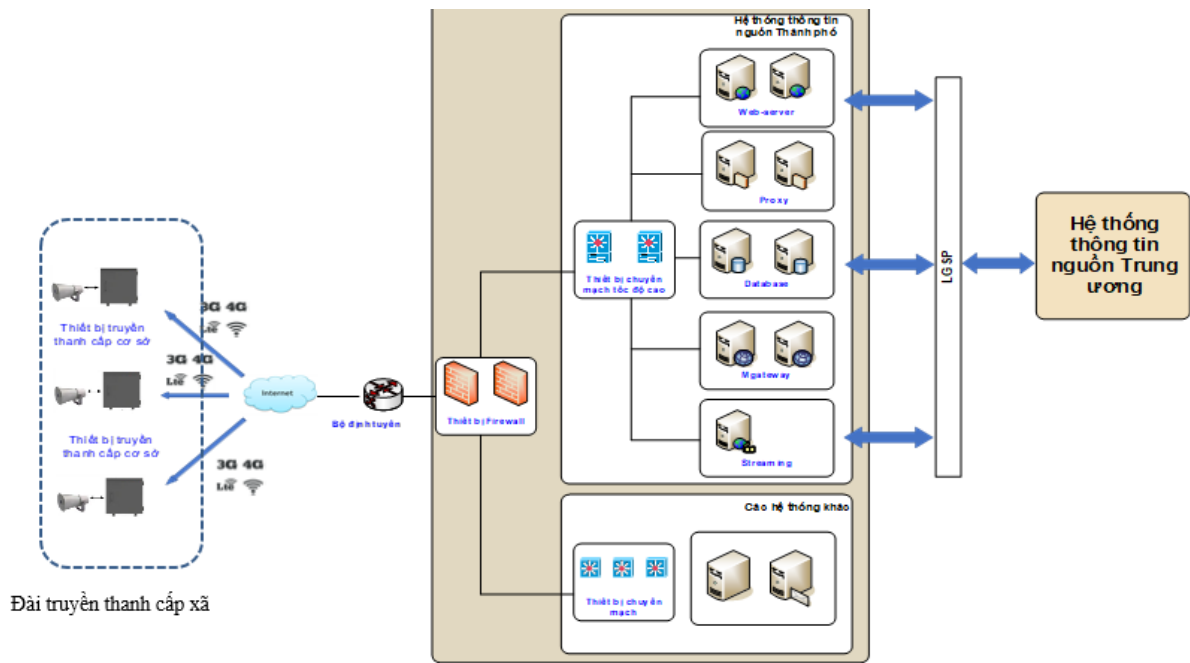 Hệ thống thông tin
nguồn Thành phố
Web-server
Proxy
Thiết bị chuyển
mạch tốc độ cao
Database
Mgateway
Streaming
LGSP
Hệ thống
thông tin
nguồn Trung
ương
3G 4G
Lte
Thiết bị truyền
thanh cấp cơ sở
3G 4G
Lte
Internet
Bộ định tuyến
Thiết bị Firewall
Thiết bị truyền
thanh cấp cơ sở
3G 4G
Lte
Các hệ thống khác
Thiết bị chuyển
mạch
Đài truyền thanh cấp xã